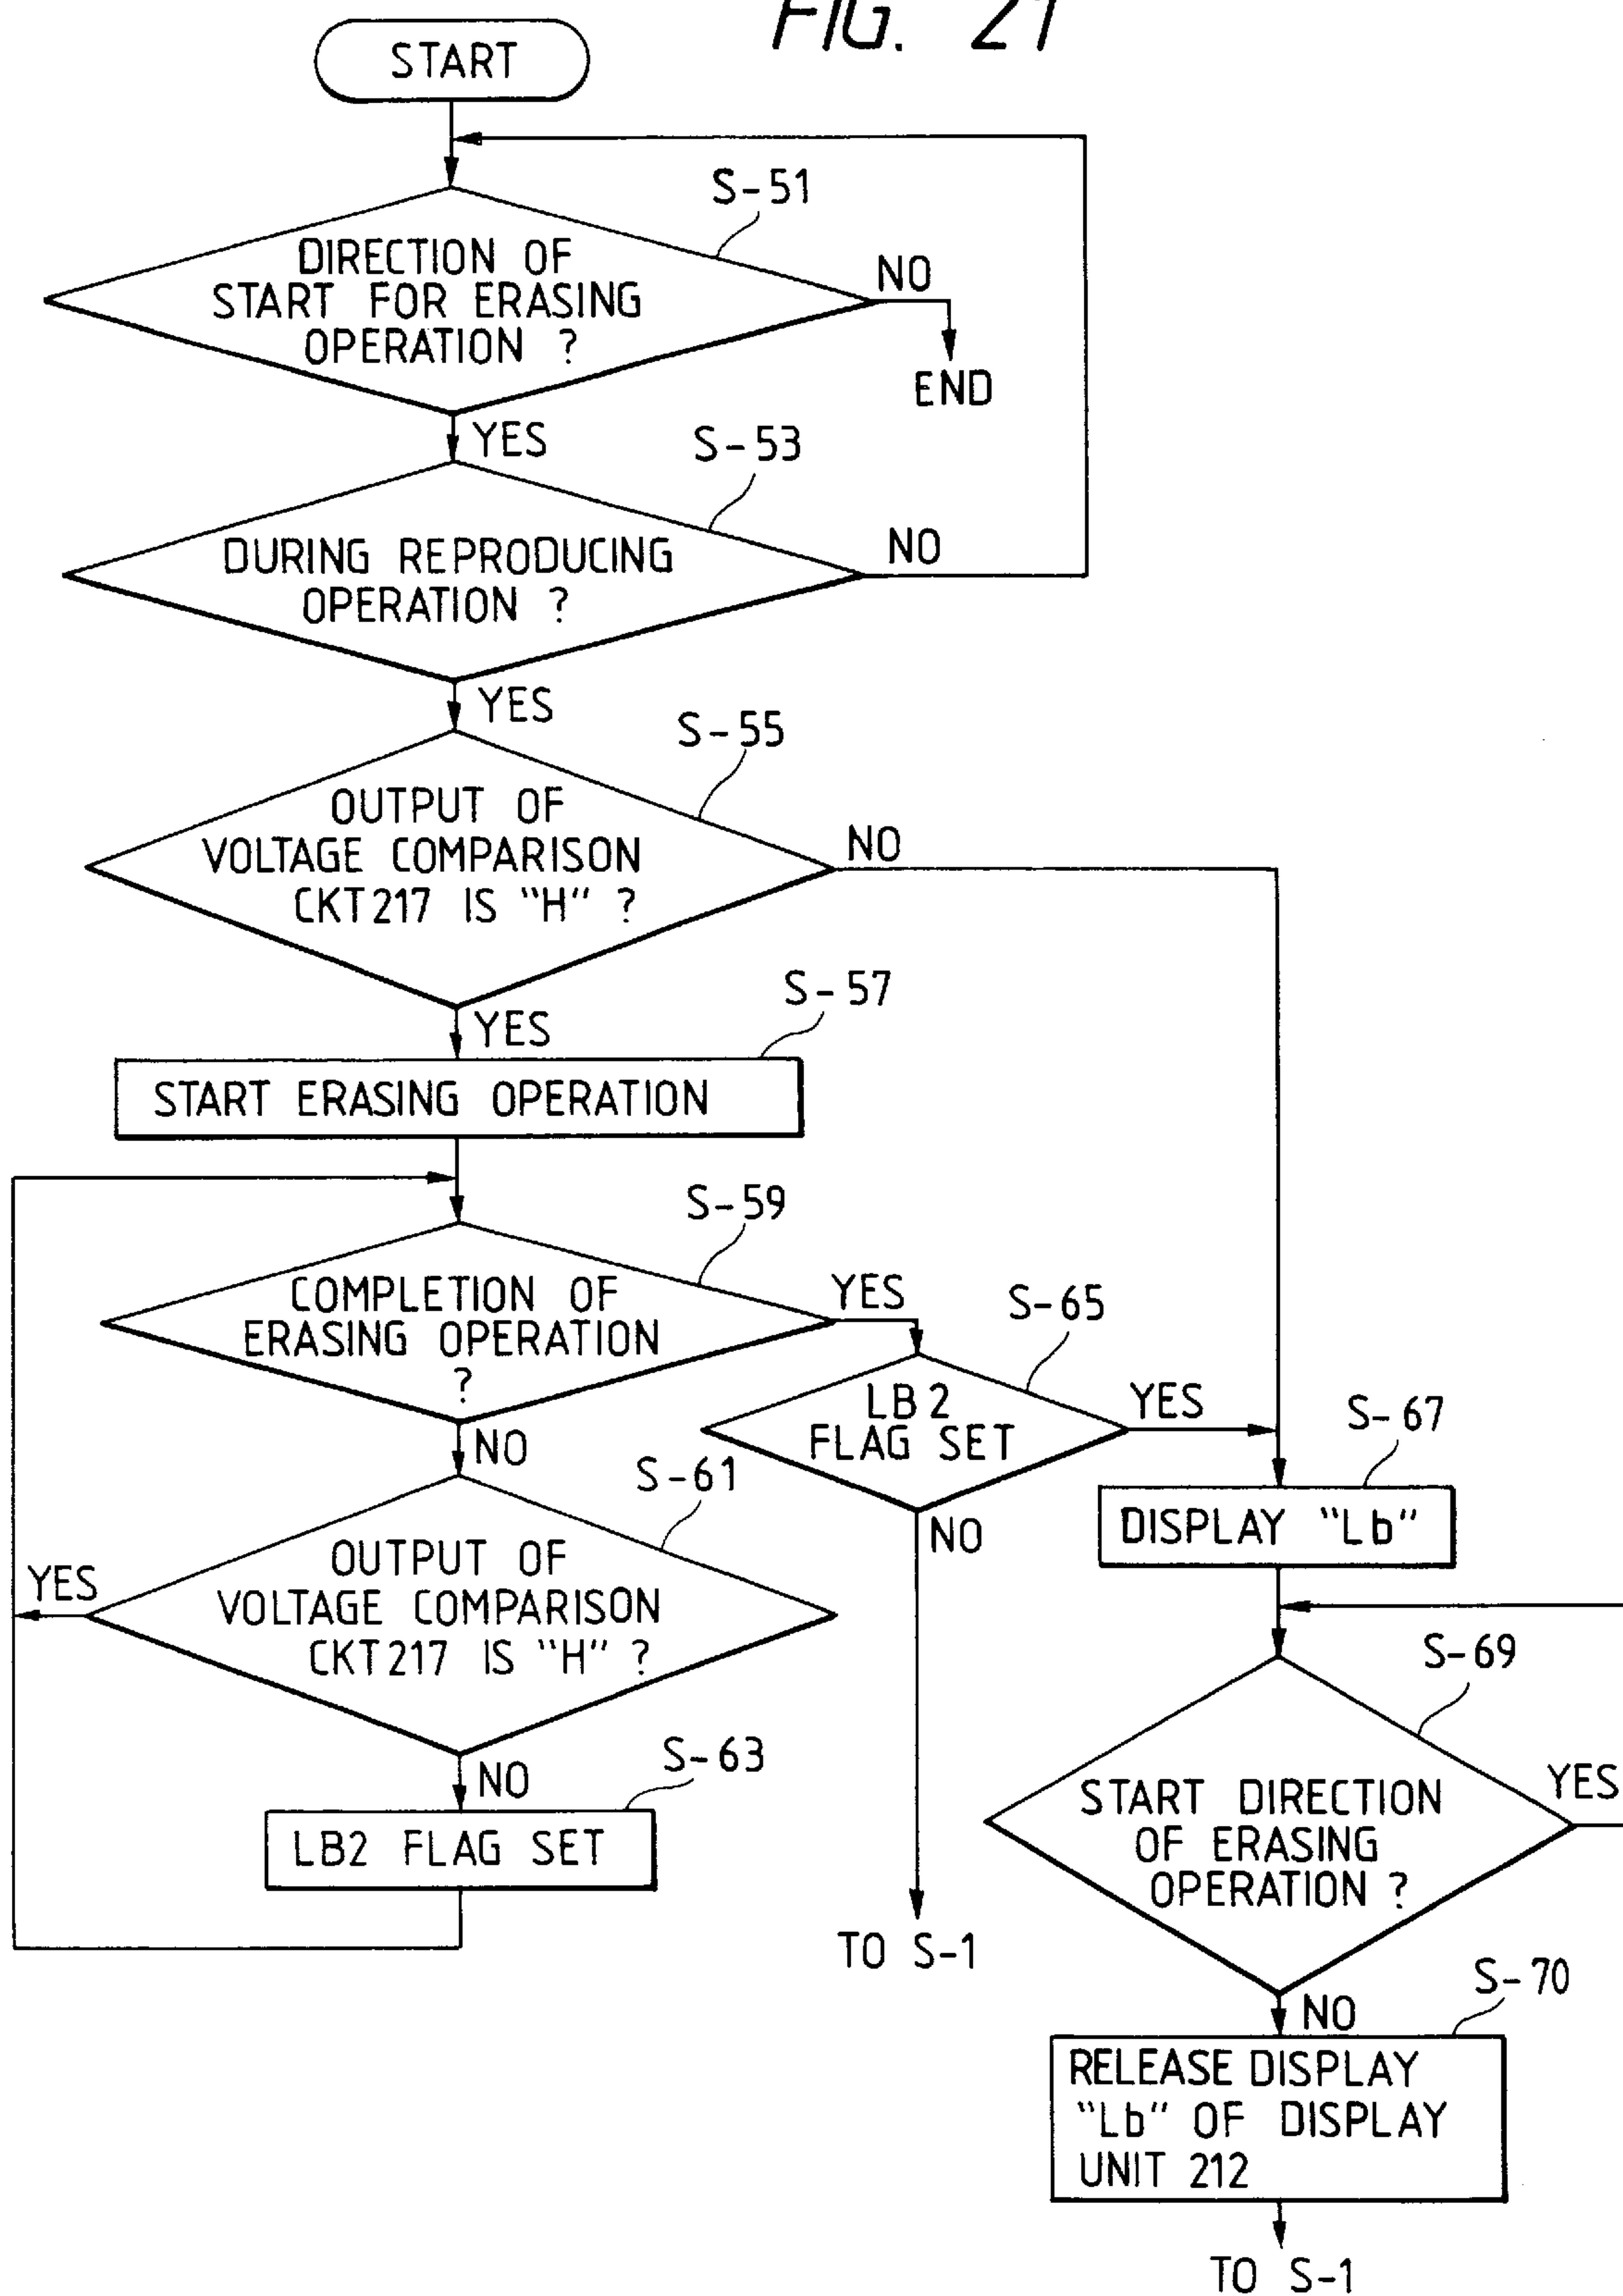 FIG. 21
START
S-51
DIRECTION OF
START FOR ERASING
OPERATION ?
NO
END
YES
S-53
DURING REPRODUCING
OPERATION ?
NO
YES
S-55
OUTPUT OF
VOLTAGE COMPARISON
CKT217 IS "H" ?
NO
YES
S-57
START ERASING OPERATION
S-59
COMPLETION OF
ERASING OPERATION
?
YES
NO
S-65
LB2
FLAG SET
YES
NO
TO S-1
S-61
OUTPUT OF
VOLTAGE COMPARISON
CKT217 IS "H" ?
YES
NO
S-63
LB2 FLAG SET
S-67
DISPLAY "Lb"
S-69
START DIRECTION
OF ERASING
OPERATION ?
YES
NO
S-70
RELEASE DISPLAY
"Lb" OF DISPLAY
UNIT 212
TO S-1